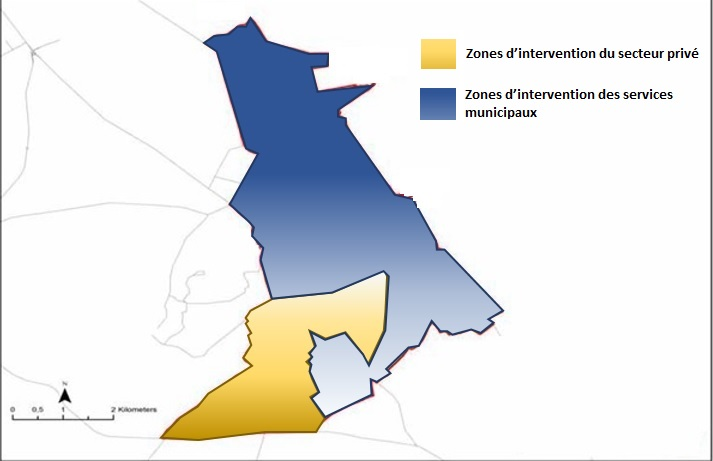 Zones d’intervention du secteur privé
Zones d’intervention des services
municipaux
N
0 0,5 1 2 Kilometers